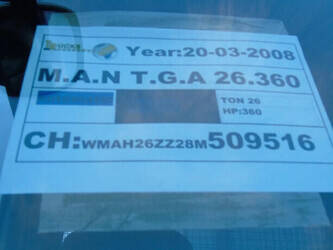 Year:20-03-2008
M.A.N T.G.A 26.360
TON 26
HP:360
CH:WMAH26ZZ28M509516